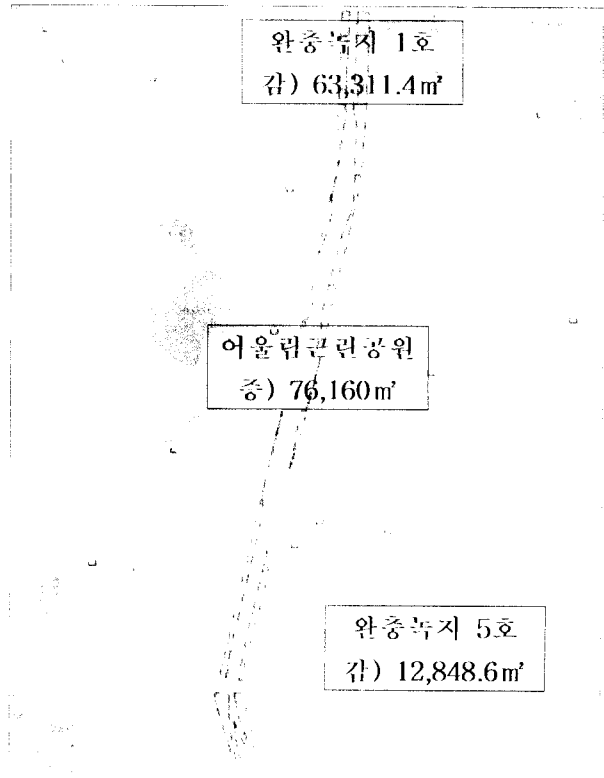 완충녹지 1호
감) 63,311.4㎡
어울림근린공원
증) 76,160㎡
완충녹지 5호
감) 12,848.6㎡